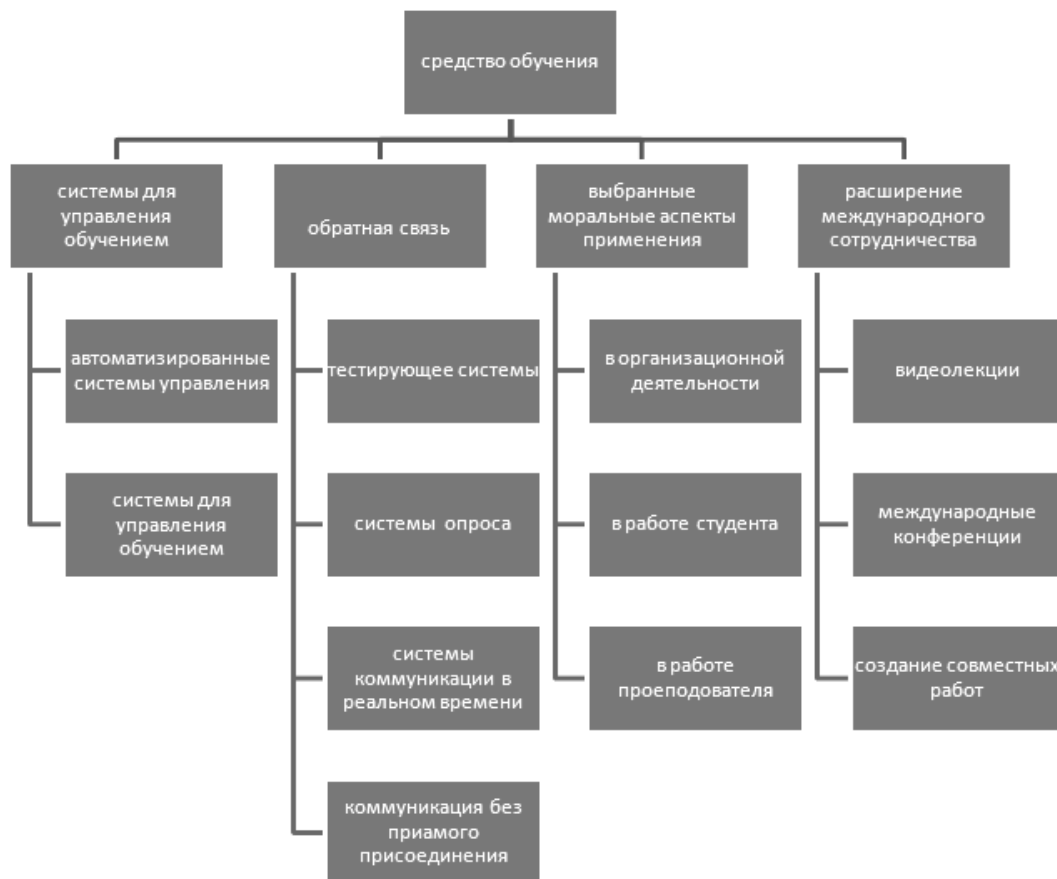 средство обучения
системы для
управления
обучением
обратная связь
выбранные
моральные аспекты
применения
расширение
международного
сотрудничества
автоматизированные
системы управления
тестирующее системы
в организационной
деятельности
видеолекции
системы для
управления
обучением
системы опроса
в работе студента
международные
конференции
системы
коммуникации в
реальном времени
в работе
проеподователя
создание совместных
работ
коммуникация без
приамого
присоединения